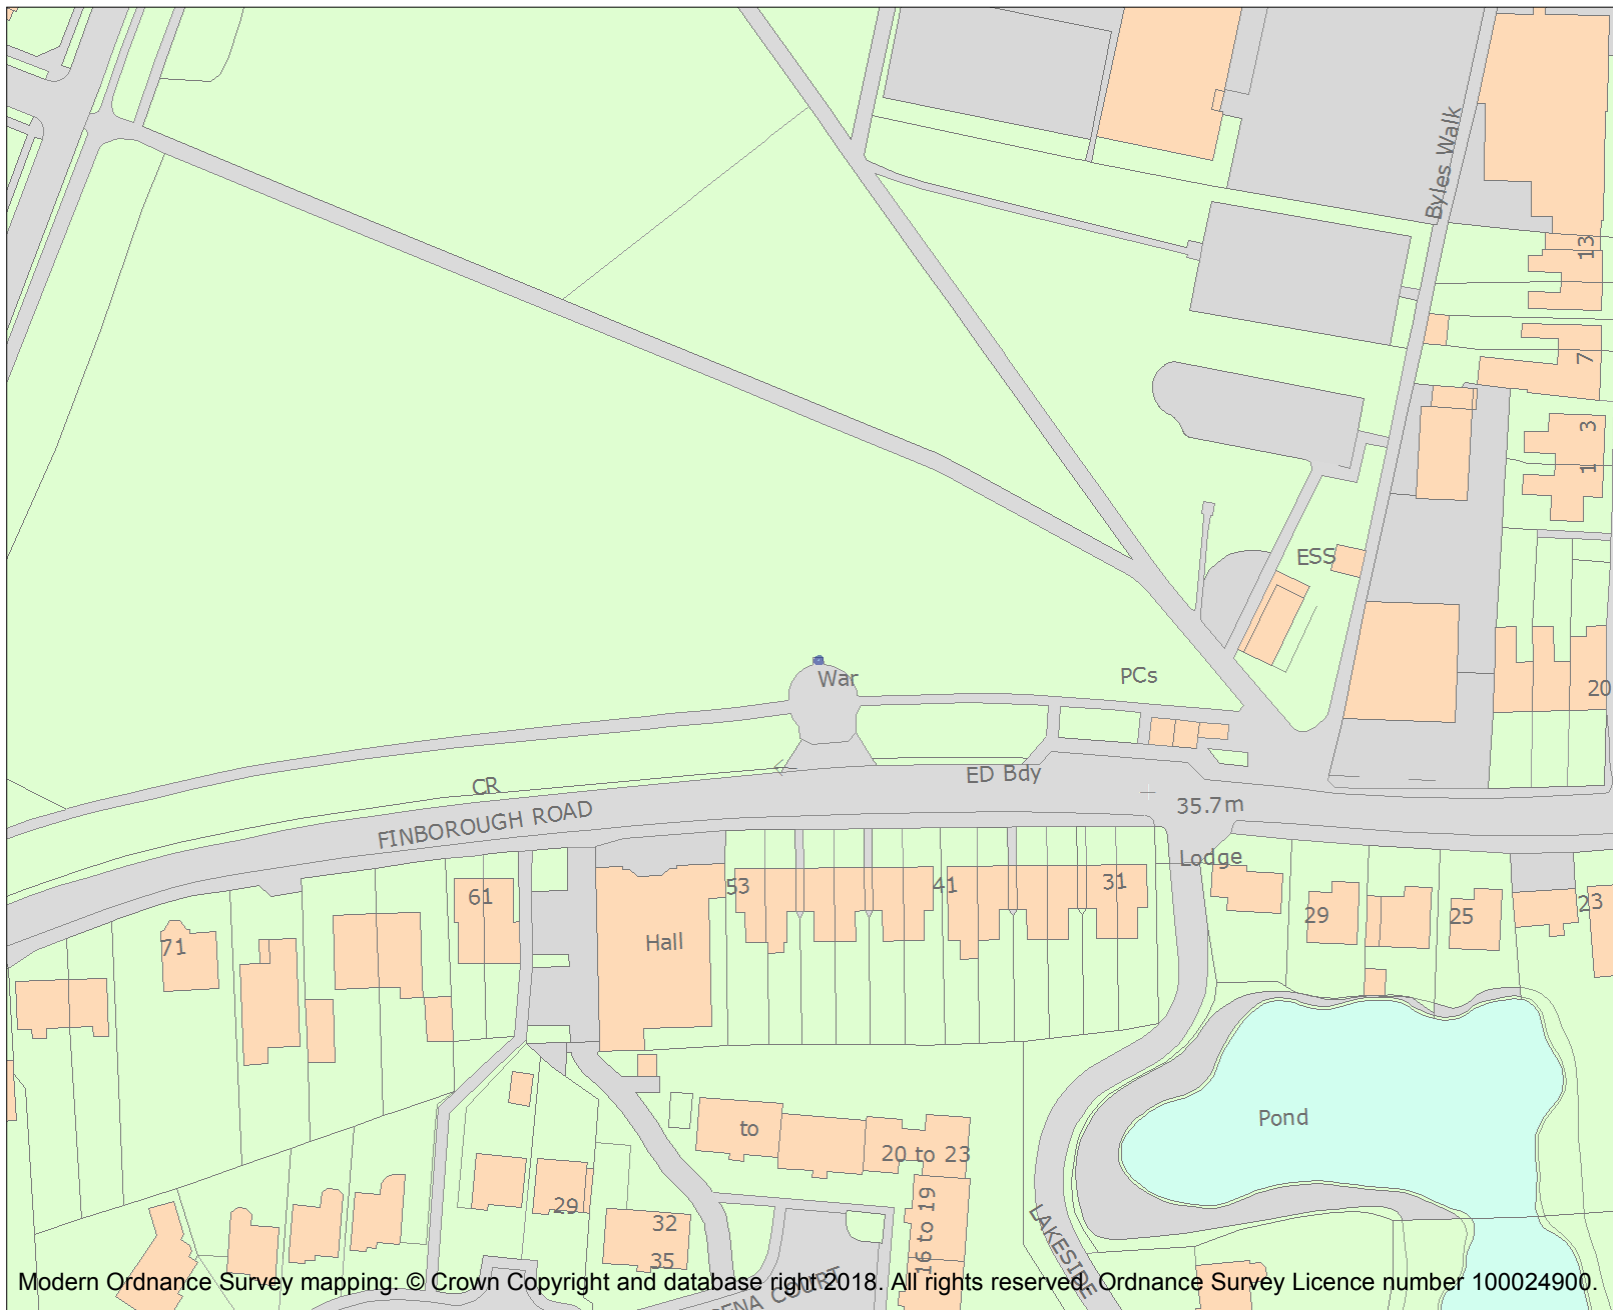 Byles Walk
13
7
3
1
ESS
War
PCs
20
CR
ED Bdy
FINBOROUGH ROAD
35.7m
Lodge
53
41
31
61
29
25
23
71
Hall
Pond
to
20 to 23
16 to 19
29
32
35
LAKESIDE
ENA COURT
Modern Ordnance Survey mapping: © Crown Copyright and database right 2018. All rights reserved. Ordnance Survey Licence number 100024900.